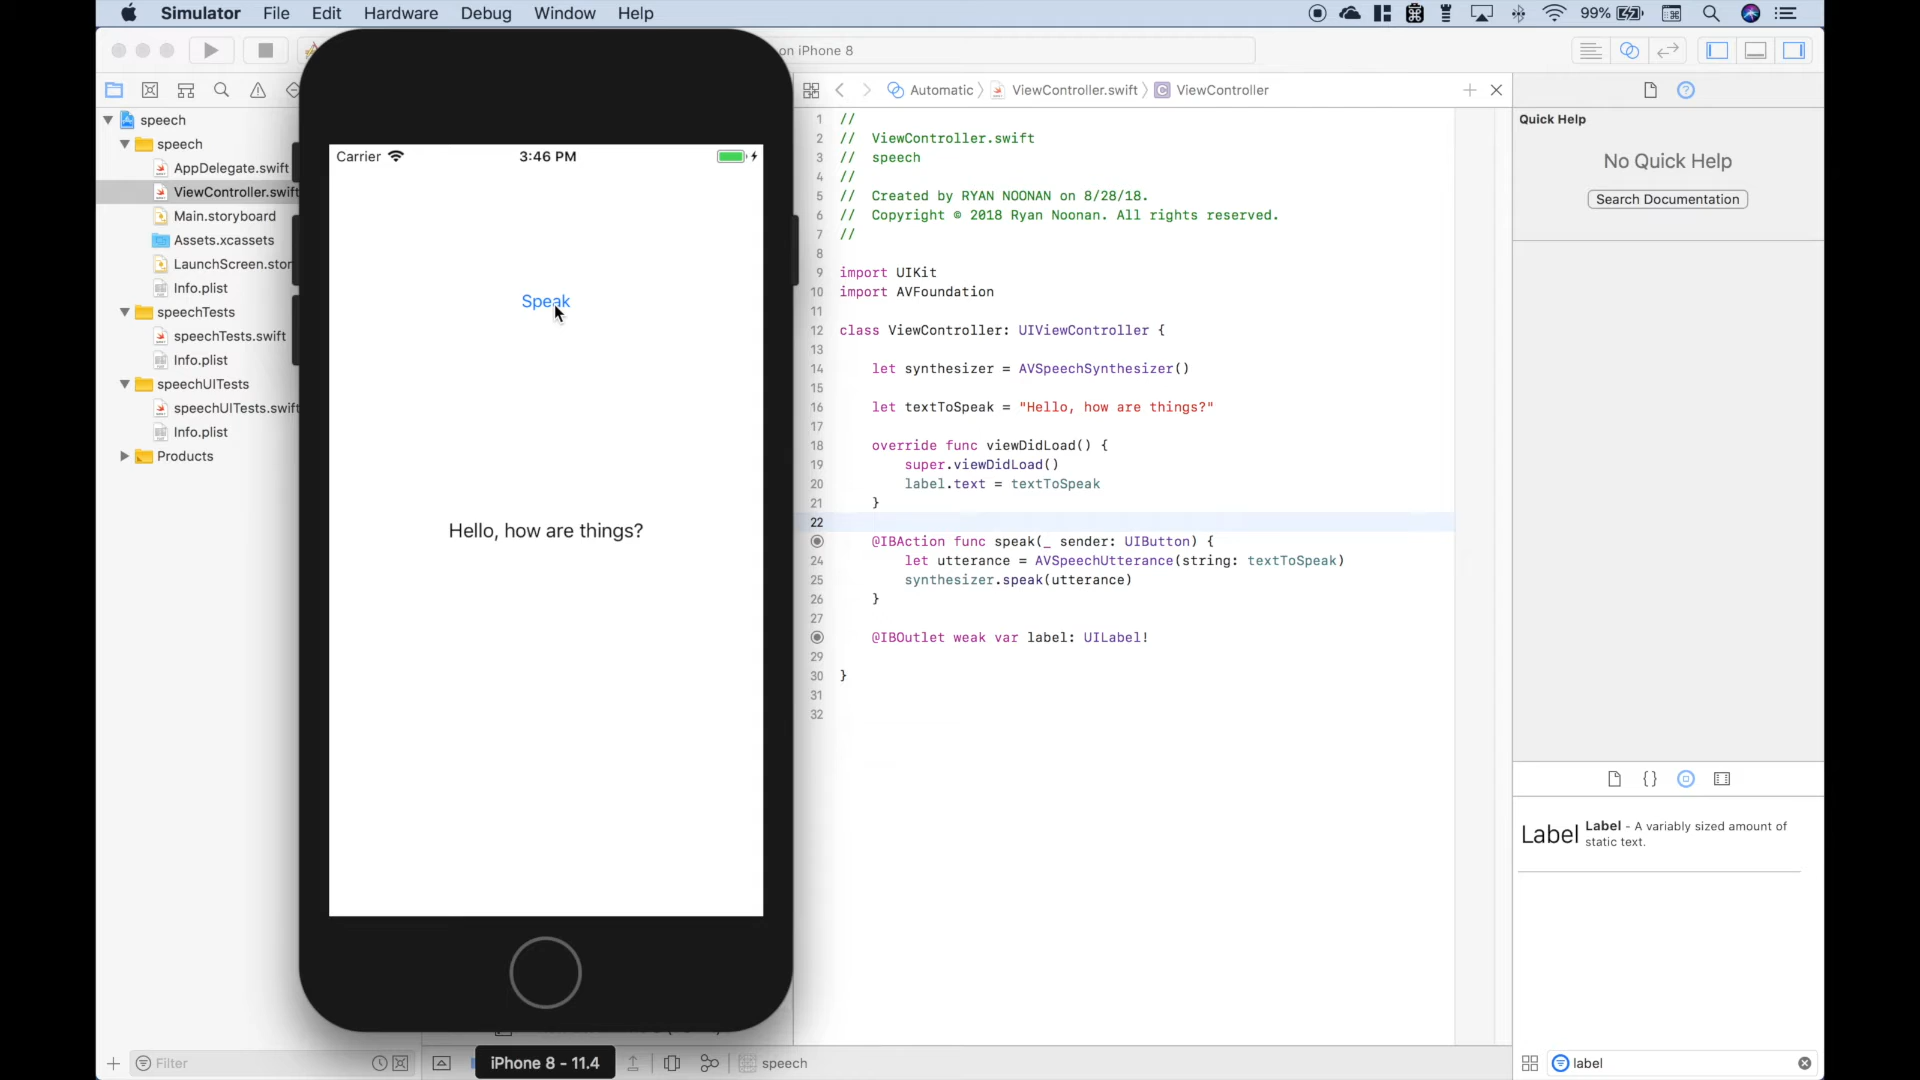 Simulator File Edit Hardware Debug Window Help 99%
on iPhone 8
Automatic ViewController.swift ViewController
speech
speech
AppDelegate.swift
ViewController.swift
Main.storyboard
Assets.xcassets
LaunchScreen.stor
Info.plist
speechTests
speechTests.swift
Info.plist
speechUITests
speechUITests.swift
Info.plist
Products
Filter
Carrier 3:46 PM
Speak
Hello, how are things?
iPhone 8 - 11.4
1 //
2 // ViewController.swift
3 // speech
4 //
5 // Created by RYAN NOONAN on 8/28/18.
6 // Copyright © 2018 Ryan Noonan. All rights reserved.
7 //
8
9 import UIKit
10 import AVFoundation
11
12 class ViewController: UIViewController {
13
14 let synthesizer = AVSpeechSynthesizer()
15
16 let textToSpeak = "Hello, how are things?"
17
18 override func viewDidLoad() {
19 super.viewDidLoad()
20 label.text = textToSpeak
21 }
22
@IBAction func speak(_ sender: UIButton) {
24 let utterance = AVSpeechUtterance(string: textToSpeak)
25 synthesizer.speak(utterance)
26 }
27
@IBOutlet weak var label: UILabel!
29
30 }
31
32
speech
Quick Help
No Quick Help
Search Documentation
{}
Label
Label - A variably sized amount of
static text.
label